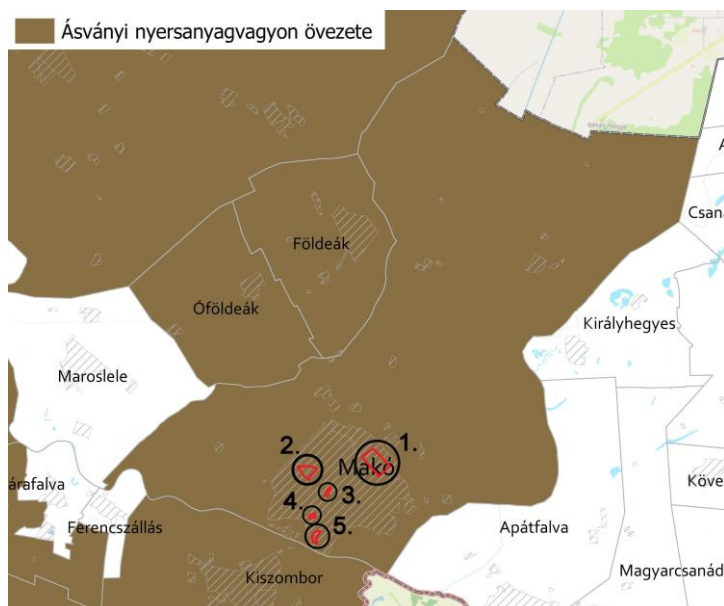 Ásványi nyersanyagvagyon övezete
Csana
Földeák
Óföldeák
Királyhegyes
Maroslele
1.
2.
Makó
3.
4.
5.
árafalva
Ferencszállás
Apátfalva
Köve
Kiszombor
Magyarcsanád